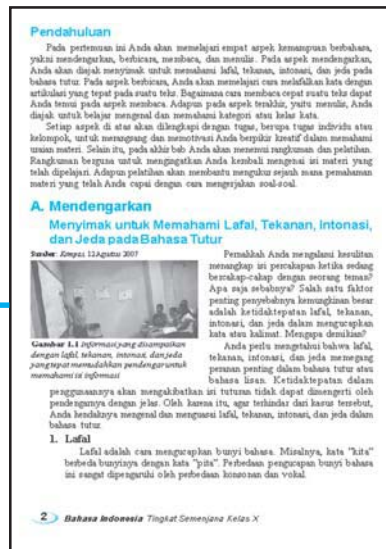 Pendahuluan
Pada pertemuan ini Anda akan memelajari empat aspek kemampuan berbahasa,
yakni mendengarkan, berbicara, membaca, dan menulis. Pada aspek mendengarkan,
Anda akan diajak menyimak untuk memahami lafal, tekanan, intonasi, dan jeda pada
bahasa tutur. Pada aspek berbicara, Anda akan memelajari cara melafalkan kata dengan
artikulasi yang tepat pada suatu teks. Bagaimana cara membaca cepat suatu teks dapat
Anda temui pada aspek membaca. Adapun pada aspek terakhir, yaitu menulis, Anda
diajak untuk belajar mengenal dan memahami kategori atau kelas kata.
Setiap aspek di atas akan dilengkapi dengan tugas, berupa tugas individu atau
kelompok, untuk merangsang dan memotivasi Anda berpikir kreatif dalam memahami
uraian materi. Selain itu, pada akhir bab Anda akan menemui rangkuman dan pelatihan.
Rangkuman berguna untuk mengingatkan Anda kembali mengenai isi materi yang
telah dipelajari. Adapun pelatihan akan membantu mengukur sejauh mana pemahaman
materi yang telah Anda capai dengan cara mengerjakan soal-soal.
A. Mendengarkan
Menyimak untuk Memahami Lafal, Tekanan, Intonasi,
dan Jeda pada Bahasa Tutur
Sumber: Kompas, 12 Agustus 2007
Gambar 1.1 Informasi yang disampaikan
dengan lafal, tekanan, intonasi, dan jeda
yang tepat memudahkan pendengar untuk
memahami isi informasi
Pernahkah Anda mengalami kesulitan
menangkap isi percakapan ketika sedang
bercakap-cakap dengan seorang teman?
Apa saja sebabnya? Salah satu faktor
penting penyebabnya kemungkinan besar
adalah ketidaktepatan lafal, tekanan,
intonasi, dan jeda dalam mengucapkan
kata atau kalimat. Mengapa demikian?
Anda perlu mengetahui bahwa lafal,
tekanan, intonasi, dan jeda memegang
peranan penting dalam bahasa tutur atau
bahasa lisan. Ketidaktepatan dalam
penggunaannya akan mengakibatkan isi tuturan tidak dapat dimengerti oleh
pendengarnya dengan jelas. Oleh karena itu, agar terhindar dari kasus tersebut,
Anda hendaknya mengenal dan menguasai lafal, tekanan, intonasi, dan jeda dalam
bahasa tutur.
1. Lafal
Lafal adalah cara mengucapkan bunyi bahasa. Misalnya, kata "kita"
berbeda bunyinya dengan kata "pita". Perbedaan pengucapan bunyi bahasa
ini sangat dipengaruhi oleh perbedaan konsonan dan vokal.
2 Bahasa Indonesia Tingkat Semenjana Kelas X